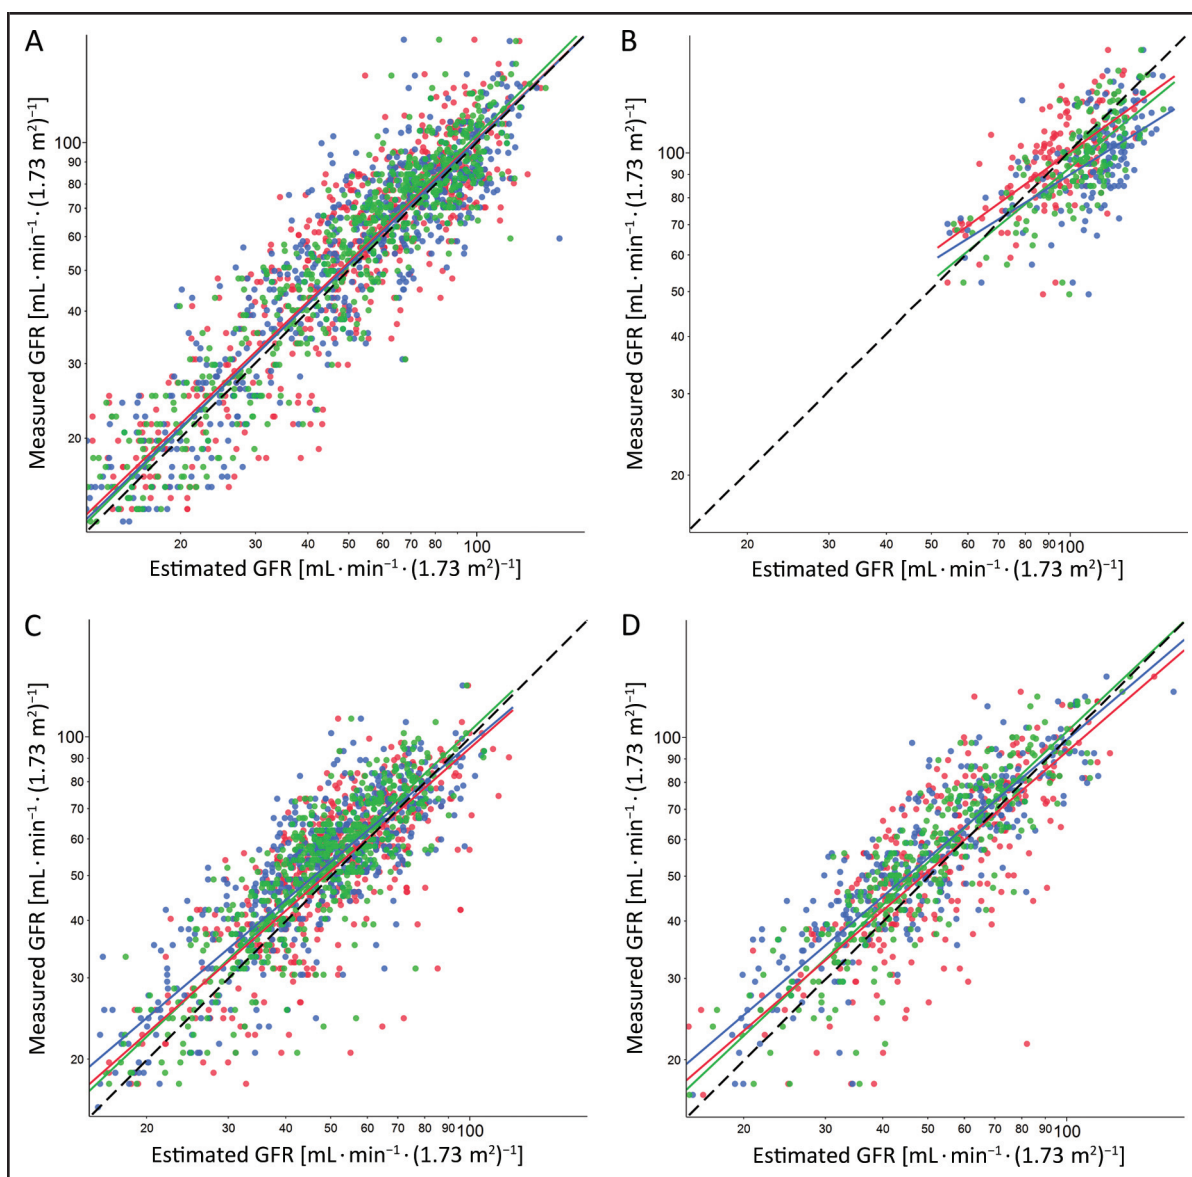 A
Measured GFR [mL · min⁻¹ · (1.73 m²)⁻¹]
100
90
80
70
60
50
40
30
20
20 30 40 50 60 70 80 100
Estimated GFR [mL · min⁻¹ · (1.73 m²)⁻¹]
B
Measured GFR [mL · min⁻¹ · (1.73 m²)⁻¹]
100
90
80
70
60
50
40
30
20
20 30 40 50 60 70 80 90 100
Estimated GFR [mL · min⁻¹ · (1.73 m²)⁻¹]
C
Measured GFR [mL · min⁻¹ · (1.73 m²)⁻¹]
100
90
80
70
60
50
40
30
20
20 30 40 50 60 70 80 90 100
Estimated GFR [mL · min⁻¹ · (1.73 m²)⁻¹]
D
Measured GFR [mL · min⁻¹ · (1.73 m²)⁻¹]
100
90
80
70
60
50
40
30
20
20 30 40 50 60 70 80 90 100
Estimated GFR [mL · min⁻¹ · (1.73 m²)⁻¹]